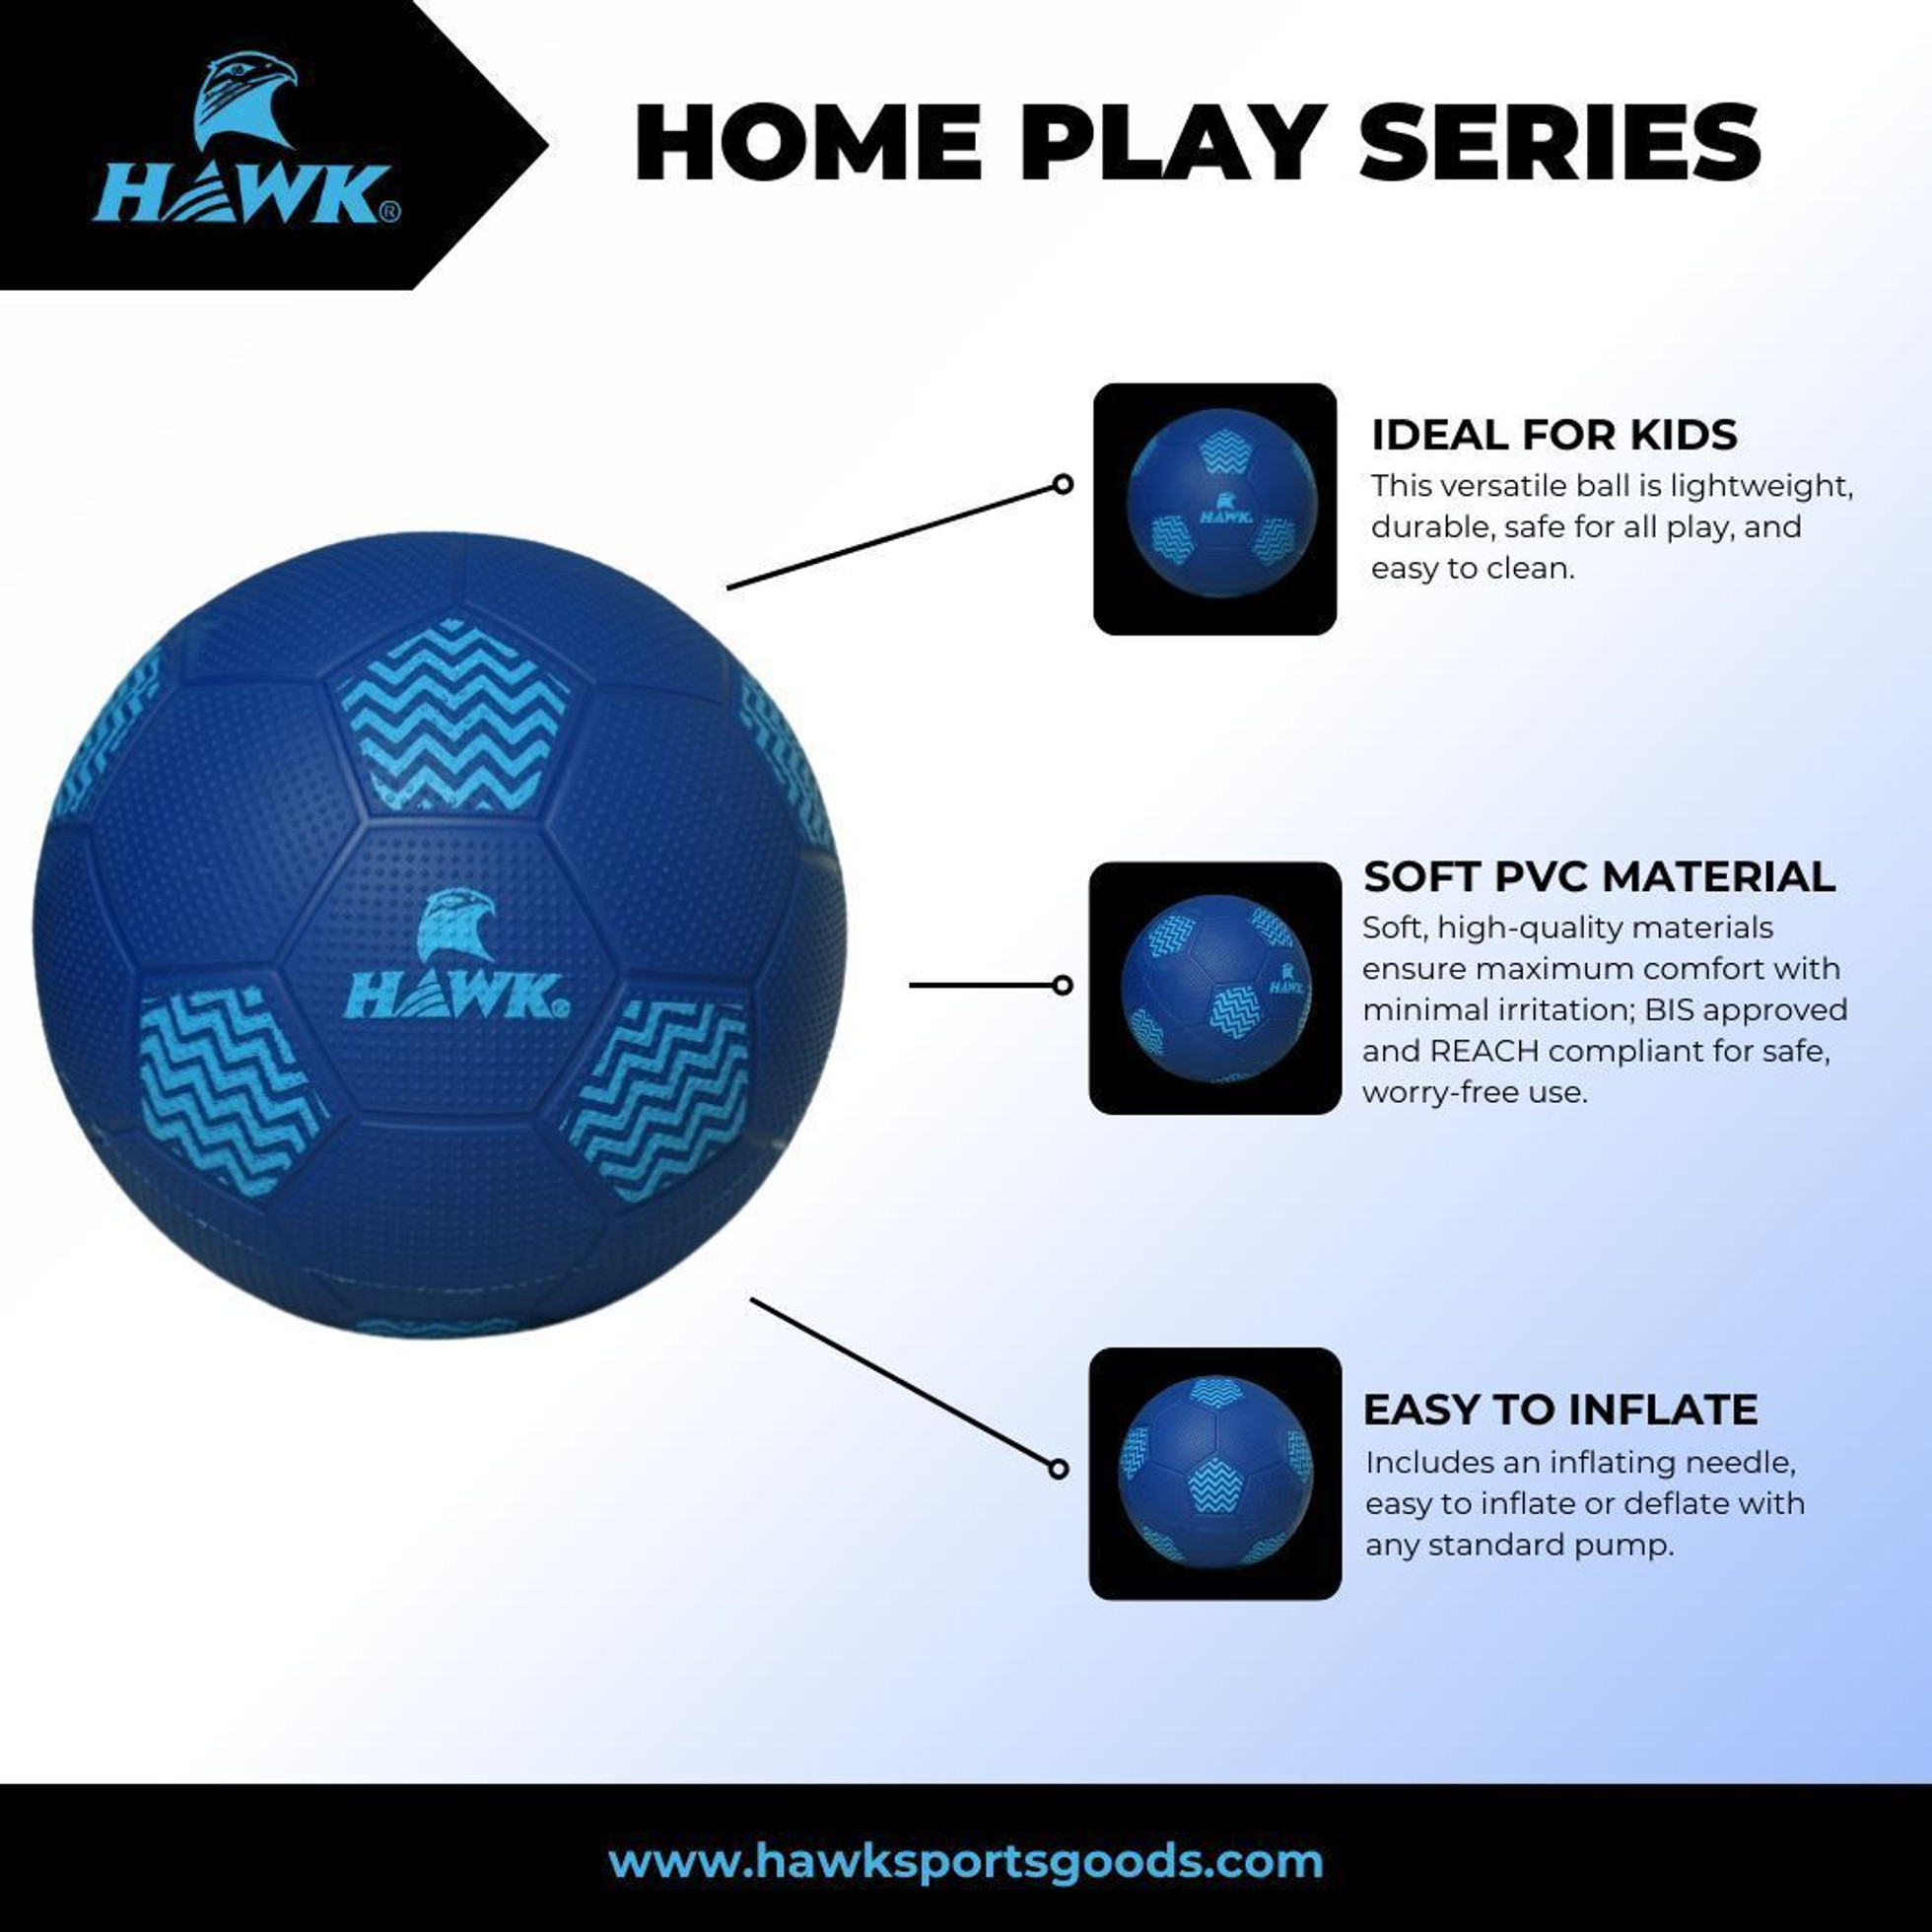 HAWK®
HOME PLAY SERIES
IDEAL FOR KIDS
This versatile ball is lightweight,
durable, safe for all play, and
easy to clean.
HAWK
SOFT PVC MATERIAL
Soft, high-quality materials
ensure maximum comfort with
minimal irritation; BIS approved
and REACH compliant for safe,
worry-free use.
HAWK
HAWK®
EASY TO INFLATE
Includes an inflating needle,
easy to inflate or deflate with
any standard pump.
www.hawksportsgoods.com